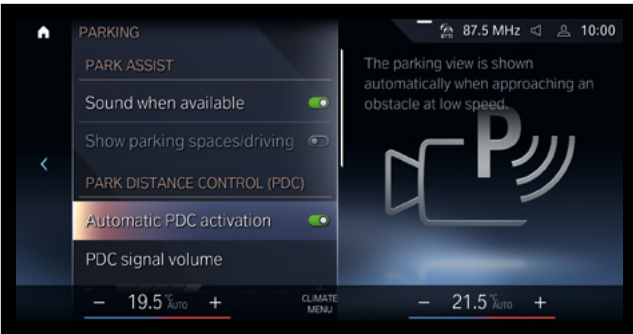 PARKING
87.5 MHz
10:00
PARK ASSIST
Sound when available
Show parking spaces/driving
PARK DISTANCE CONTROL (PDC)
Automatic PDC activation
PDC signal volume
The parking view is shown
automatically when approaching an
obstacle at low speed.
P
- 19.5 °C AUTO +
CLIMATE
MENU
- 21.5 °C AUTO +